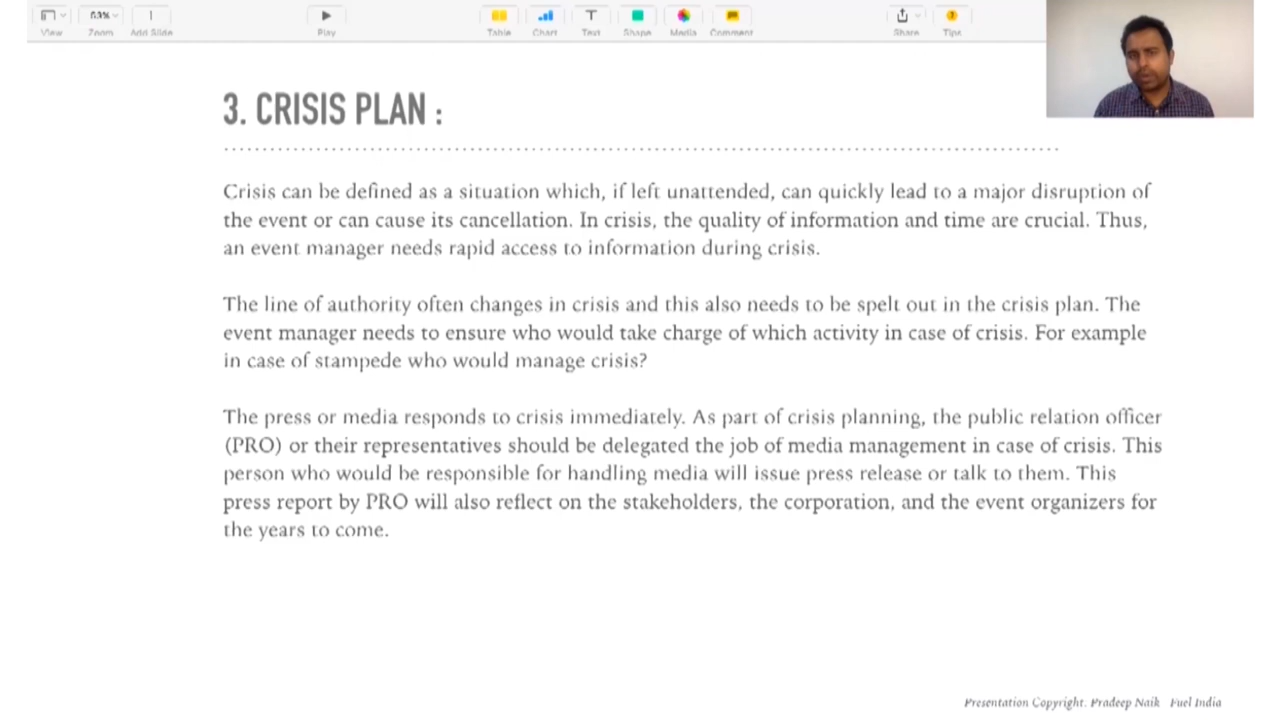 View
Zoom
Add Slide
Play
Table
Chart
Text
Shape
Media
Comment
Share
Tips
3. CRISIS PLAN :
Crisis can be defined as a situation which, if left unattended, can quickly lead to a major disruption of
the event or can cause its cancellation. In crisis, the quality of information and time are crucial. Thus,
an event manager needs rapid access to information during crisis.
The line of authority often changes in crisis and this also needs to be spelt out in the crisis plan. The
event manager needs to ensure who would take charge of which activity in case of crisis. For example
in case of stampede who would manage crisis?
The press or media responds to crisis immediately. As part of crisis planning, the public relation officer
(PRO) or their representatives should be delegated the job of media management in case of crisis. This
person who would be responsible for handling media will issue press release or talk to them. This
press report by PRO will also reflect on the stakeholders, the corporation, and the event organizers for
the years to come.
Presentation Copyright. Pradeep Naik Fuel India